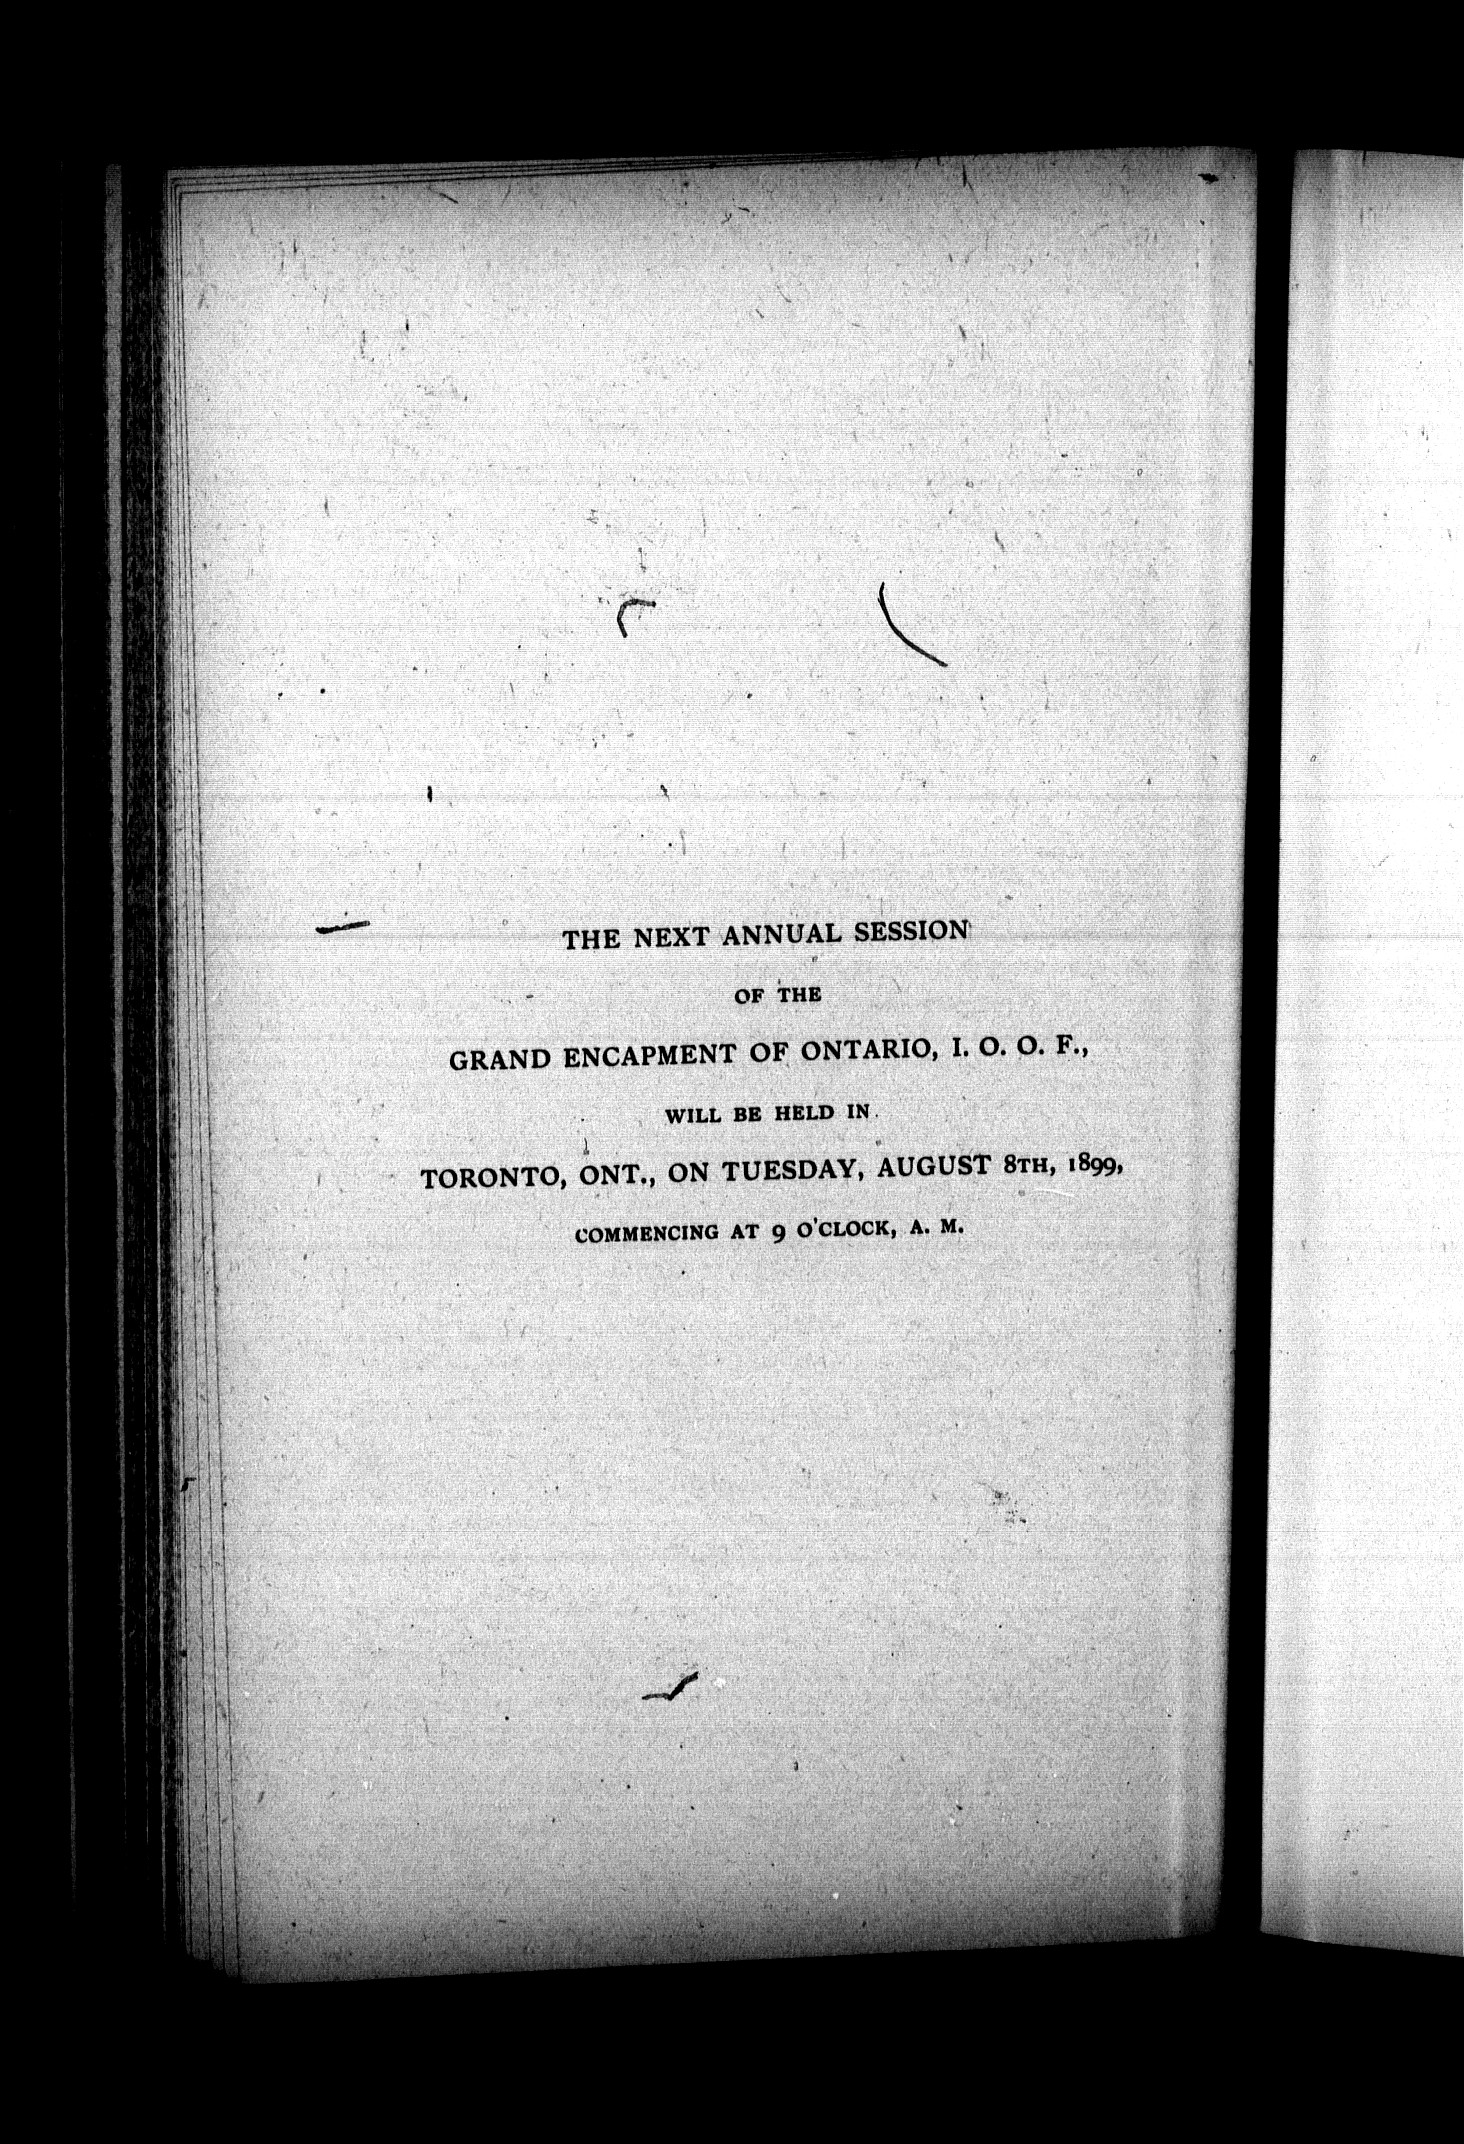 THE NEXT ANNUAL SESSION
OF THE
GRAND ENCAPMENT OF ONTARIO, I. O. O. F.,
WILL BE HELD IN
TORONTO, ONT., ON TUESDAY, AUGUST 8TH, 1899,
COMMENCING AT 9 O'CLOCK, A. M.